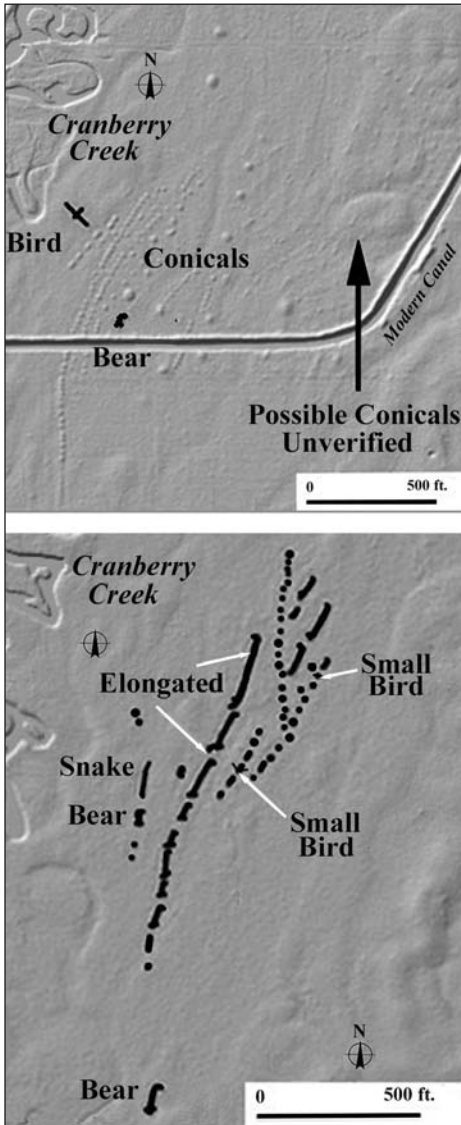 N
Cranberry
Creek
Bird
Conicals
Bear
Modern Canal
Possible Conicals
Unverified
0 500 ft.
Cranberry
Creek
Elongated
Small
Bird
Snake
Bear
Small
Bird
N
Bear
0 500 ft.